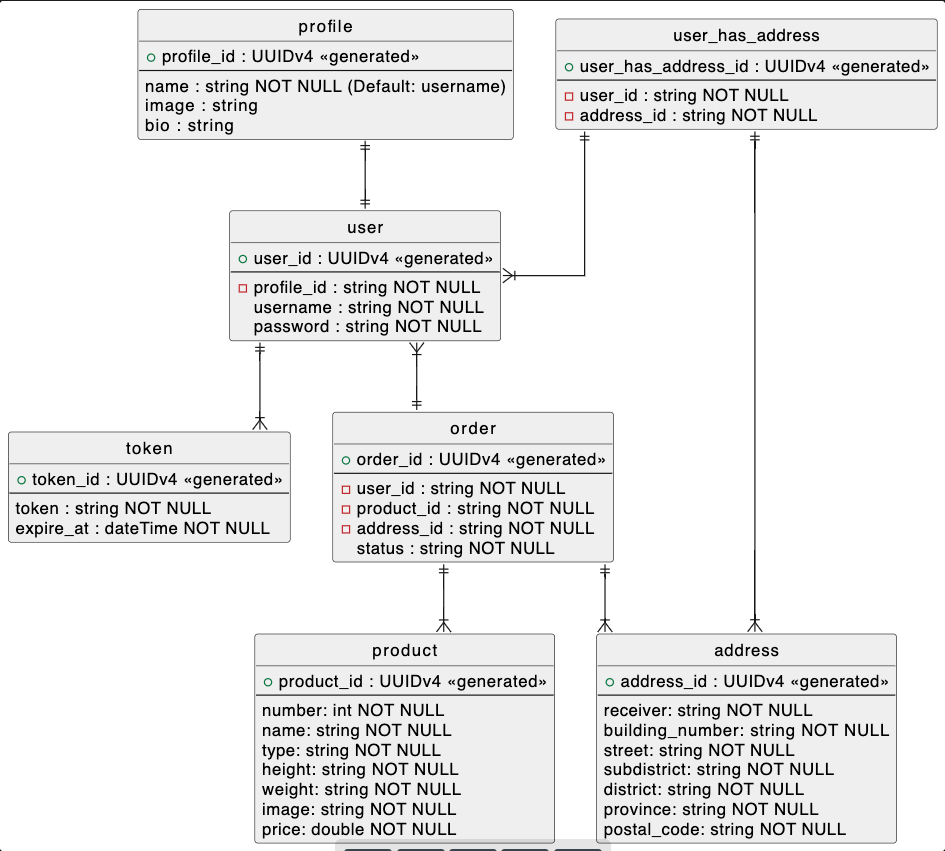 profile
profile_id : UUIDv4 «generated»
name : string NOT NULL (Default: username)
image : string
bio : string
user_has_address
user_has_address_id : UUIDv4 «generated»
user_id : string NOT NULL
address_id : string NOT NULL
user
user_id : UUIDv4 «generated»
profile_id : string NOT NULL
username : string NOT NULL
password : string NOT NULL
token
token_id : UUIDv4 «generated»
token : string NOT NULL
expire_at : dateTime NOT NULL
order
order_id : UUIDv4 «generated»
user_id : string NOT NULL
product_id : string NOT NULL
address_id : string NOT NULL
status : string NOT NULL
product
product_id : UUIDv4 «generated»
number: int NOT NULL
name: string NOT NULL
type: string NOT NULL
height: string NOT NULL
weight: string NOT NULL
image: string NOT NULL
price: double NOT NULL
address
address_id : UUIDv4 «generated»
receiver: string NOT NULL
building_number: string NOT NULL
street: string NOT NULL
subdistrict: string NOT NULL
district: string NOT NULL
province: string NOT NULL
postal_code: string NOT NULL